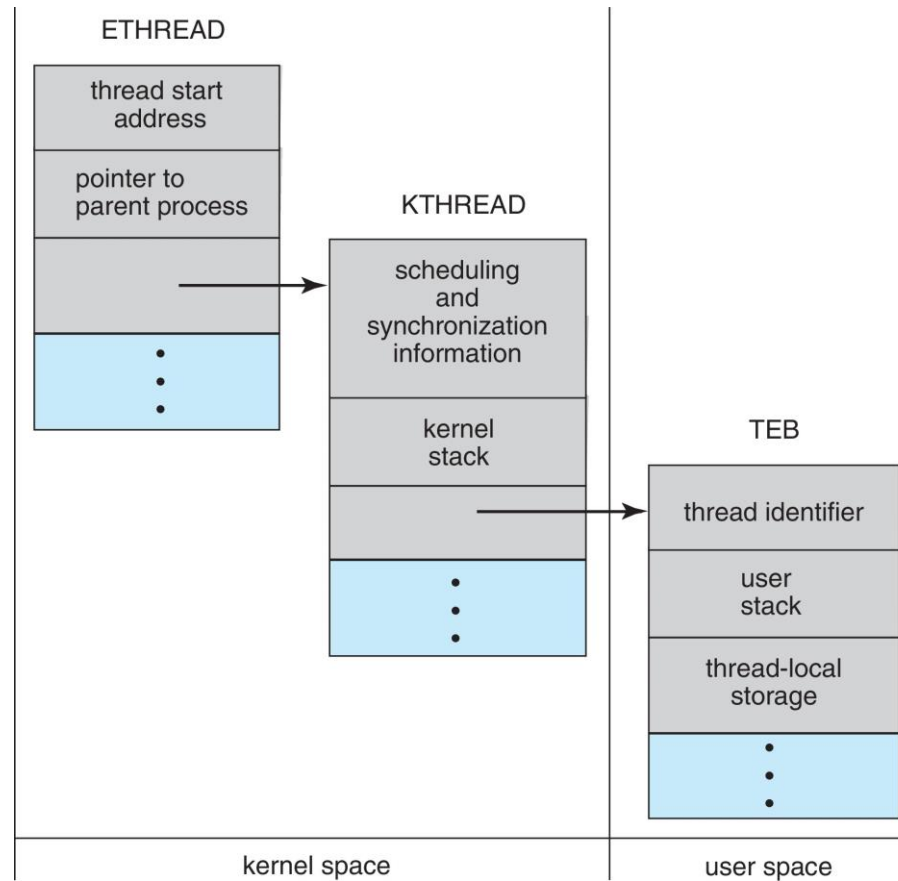 ETHREAD
thread start
address
pointer to
parent process
KTHREAD
scheduling
and
synchronization
information
kernel
stack
TEB
thread identifier
user
stack
thread-local
storage
kernel space
user space